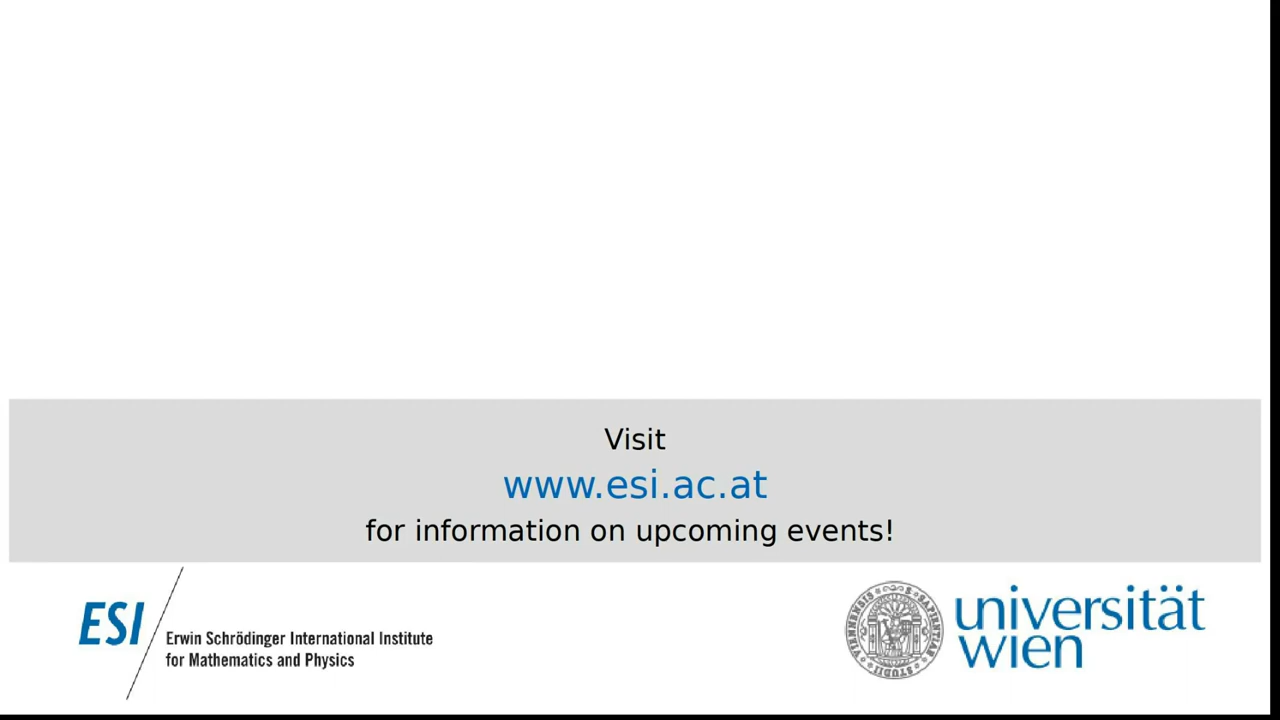 Visit
www.esi.ac.at
for information on upcoming events!
ESI
Erwin Schrödinger International Institute
for Mathematics and Physics
universität
wien